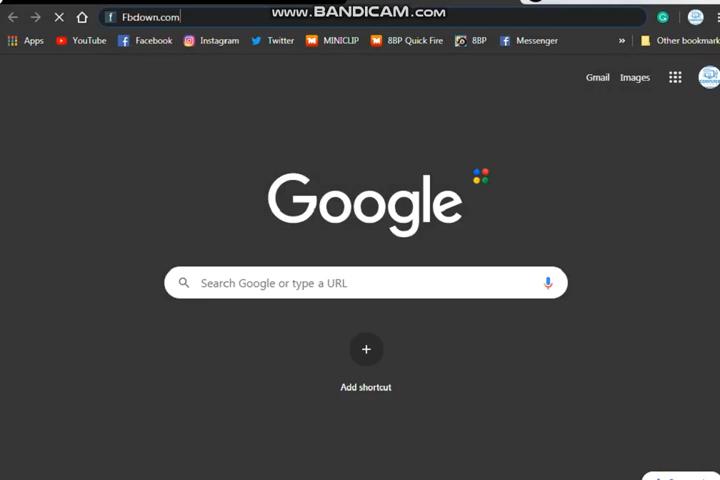 Fbdown.com
www.BANDICAM.com
Apps YouTube Facebook Instagram Twitter MINICLIP 8BP Quick Fire 8BP Messenger » Other bookmark
Gmail Images
Google
Search Google or type a URL
Add shortcut